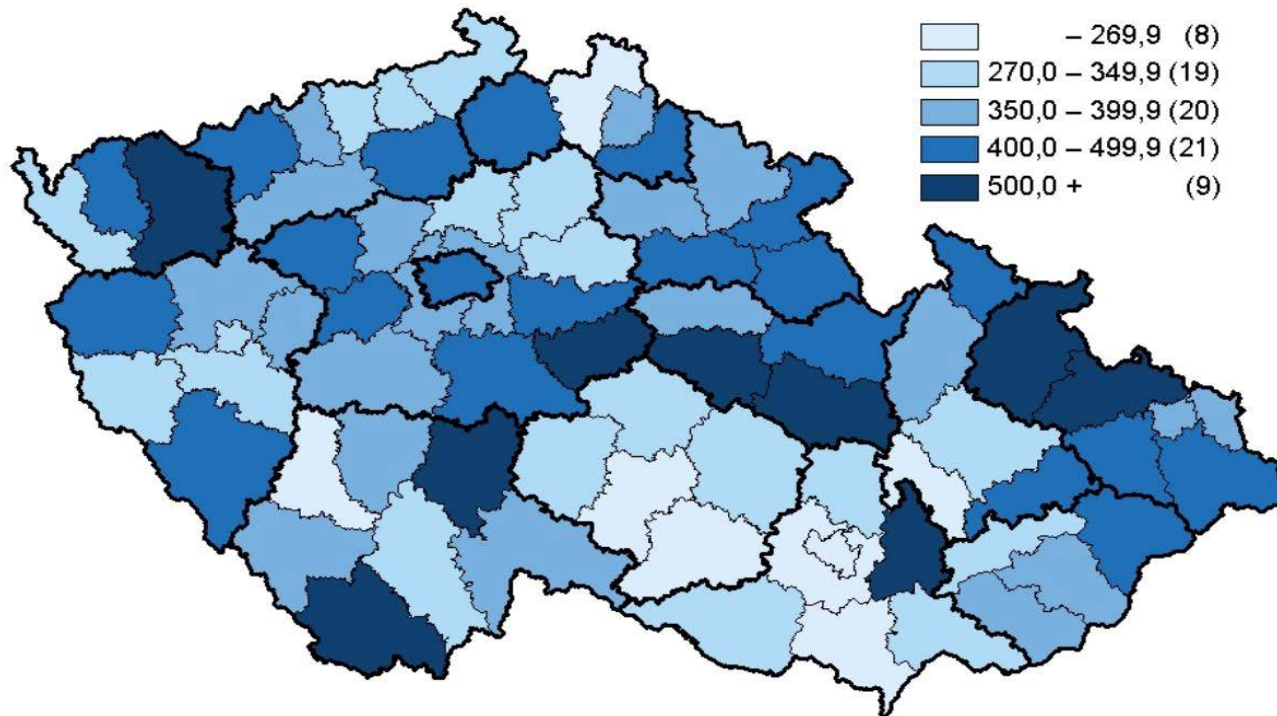 – 269,9 (8)
270,0 – 349,9 (19)
350,0 – 399,9 (20)
400,0 – 499,9 (21)
500,0 + (9)